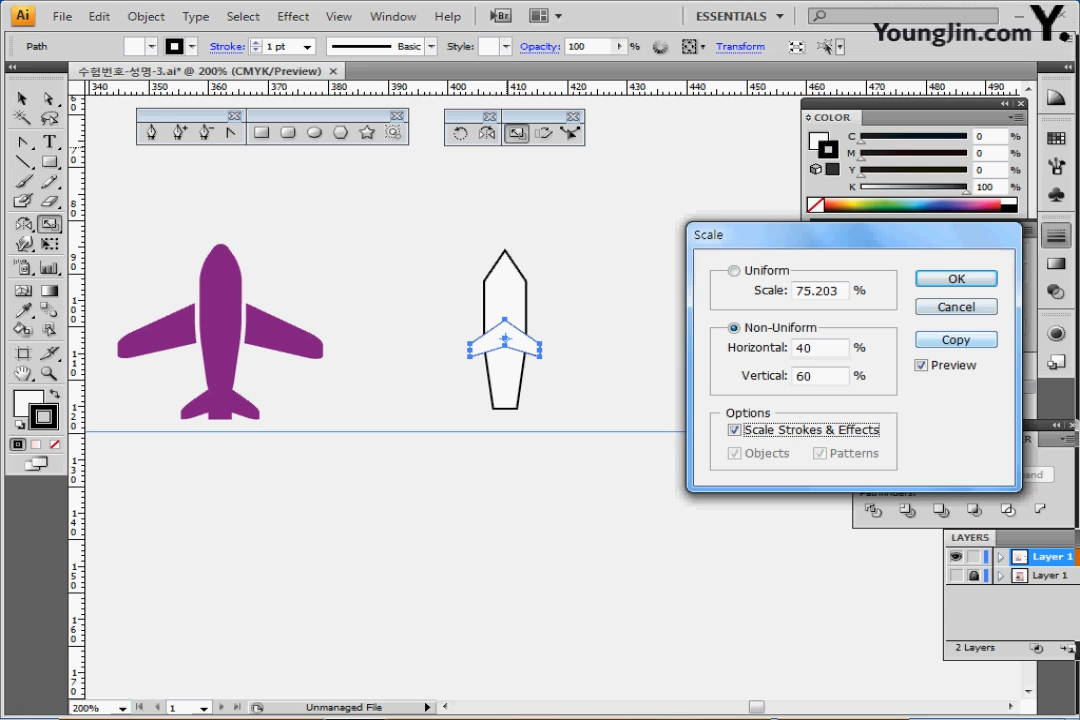 Ai File Edit Object Type Select Effect View Window Help Br ESSENTIALS
YoungJin.com Y.
Path Stroke: 1 pt Basic Style: Opacity: 100 % Transform
수험번호-성명-3.ai* @ 200% (CMYK/Preview)
340 350 360 370 380 390 400 410 420 430 440 450 460 470 480 490
COLOR
C 0 %
M 0 %
Y 0 %
K 100 %
Scale
Uniform
Scale: 75.203 %
Non-Uniform
Horizontal: 40 %
Vertical: 60 %
Options
Scale Strokes & Effects
Objects Patterns
OK
Cancel
Copy
Preview
LAYERS
Layer 1
Layer 1
2 Layers
200% 1 Unmanaged File